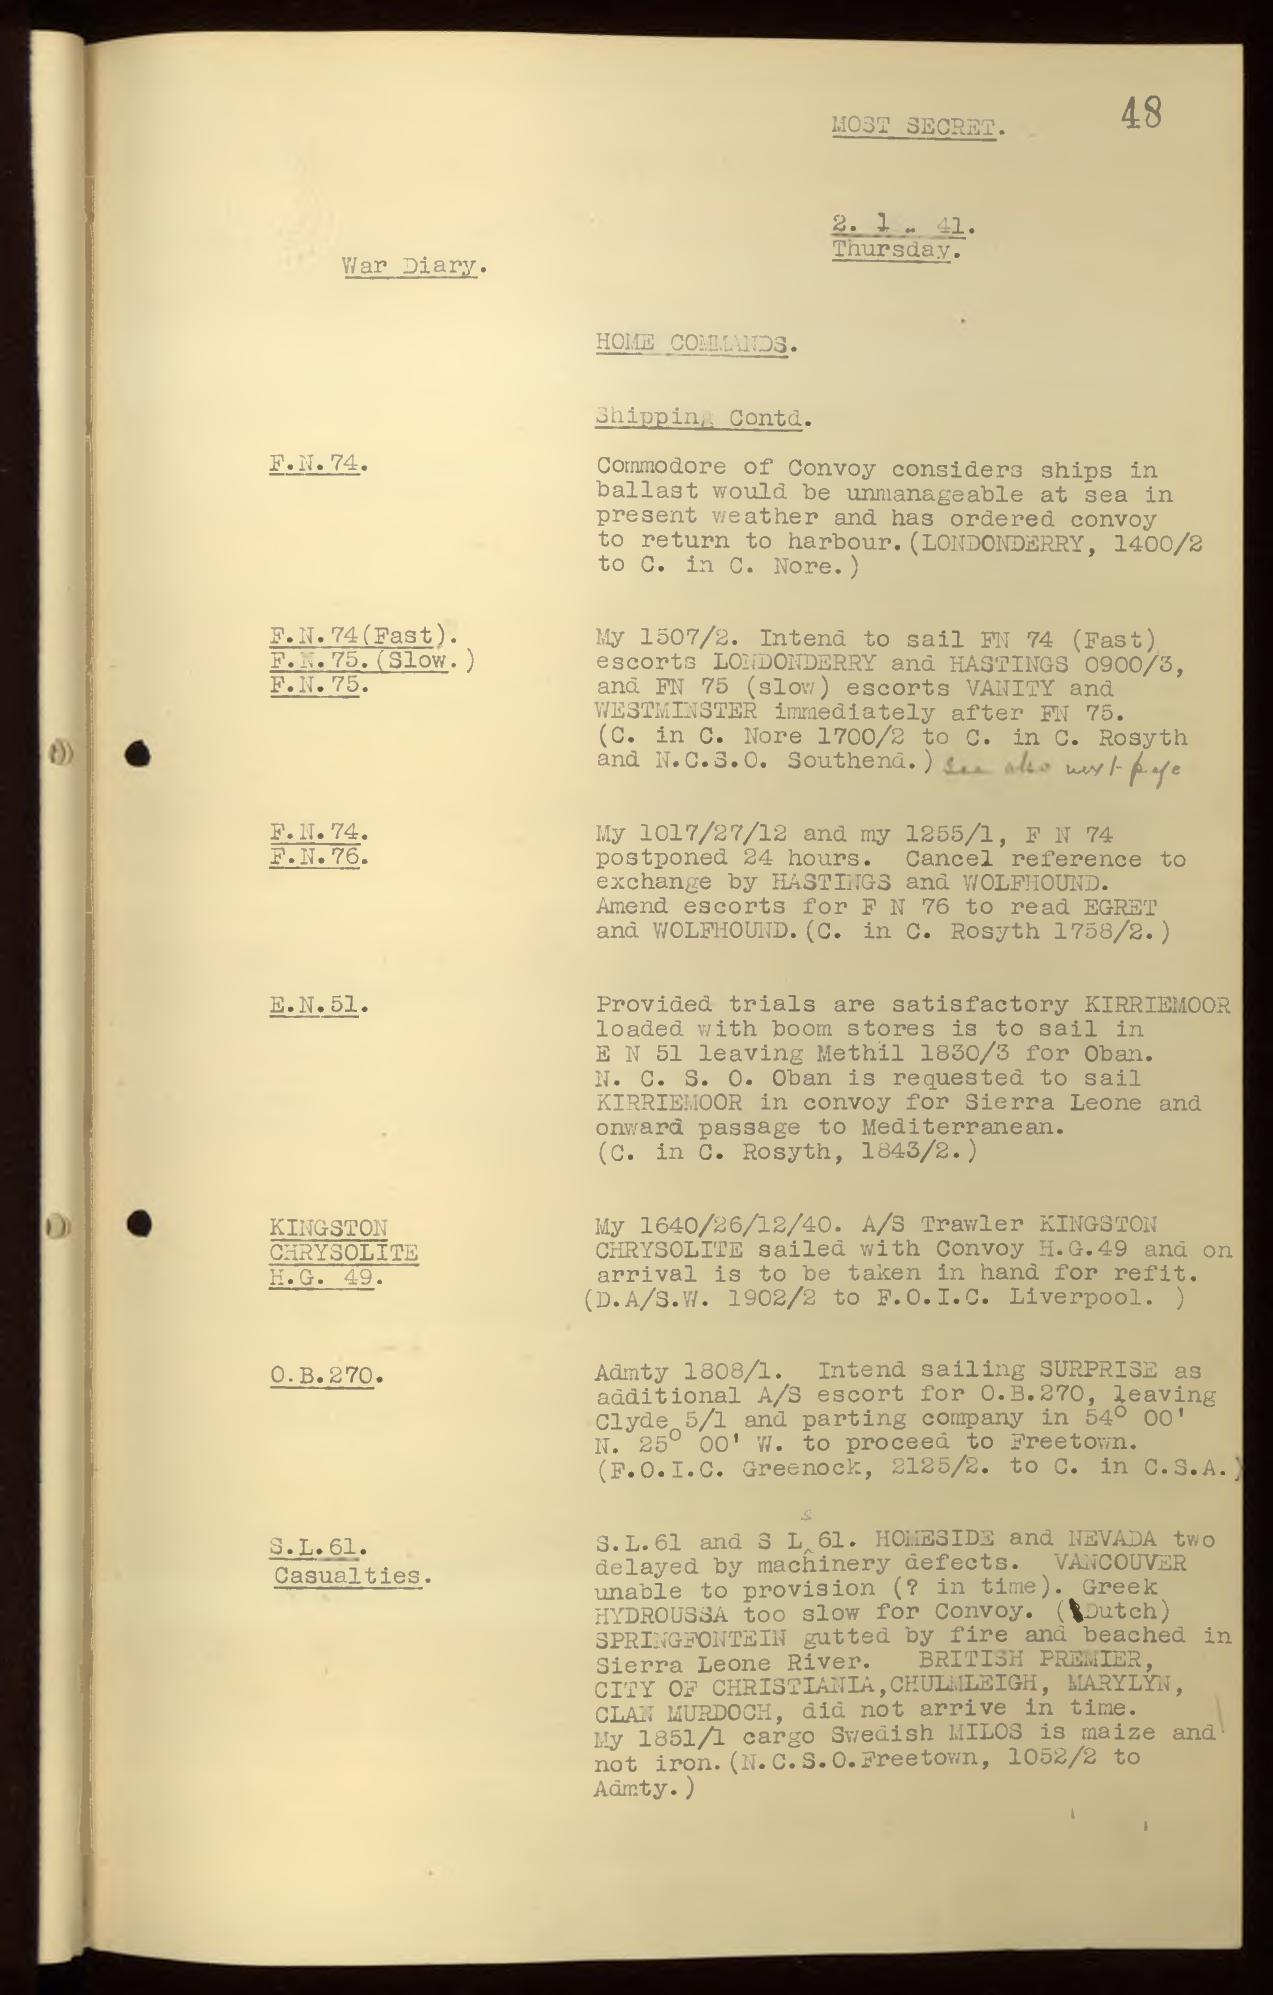 48
MOST SECRET.
2. 1 . 41.
Thursday.
War Diary.
HOME COMMANDS.
Shipping Contd.
F.N.74.
Commodore of Convoy considers ships in
ballast would be unmanageable at sea in
present weather and has ordered convoy
to return to harbour.(LONDONDERRY, 1400/2
to C. in C. Nore.)
F.N.74(Fast).
F.N.75.(Slow.)
F.N.75.
My 1507/2. Intend to sail FN 74 (Fast)
escorts LONDONDERRY and HASTINGS 0900/3,
and FN 75 (slow) escorts VANITY and
WESTMINSTER immediately after FN 75.
(C. in C. Nore 1700/2 to C. in C. Rosyth
and N.C.S.O. Southend.) see also next page
F.N.74.
F.N.76.
My 1017/27/12 and my 1255/1, F N 74
postponed 24 hours. Cancel reference to
exchange by HASTINGS and WOLFHOUND.
Amend escorts for F N 76 to read EGRET
and WOLFHOUND.(C. in C. Rosyth 1758/2.)
E.N.51.
Provided trials are satisfactory KIRRIEMOOR
loaded with boom stores is to sail in
E N 51 leaving Methil 1830/3 for Oban.
N. C. S. O. Oban is requested to sail
KIRRIEMOOR in convoy for Sierra Leone and
onward passage to Mediterranean.
(C. in C. Rosyth, 1843/2.)
KINGSTON
CHRYSOLITE
H.G. 49.
My 1640/26/12/40. A/S Trawler KINGSTON
CHRYSOLITE sailed with Convoy H.G.49 and on
arrival is to be taken in hand for refit.
(D.A/S.W. 1902/2 to F.O.I.C. Liverpool. )
O.B.270.
Admty 1808/1. Intend sailing SURPRISE as
additional A/S escort for O.B.270, leaving
Clyde 5/1 and parting company in 54° 00'
N. 25° 00' W. to proceed to Freetown.
(F.O.I.C. Greenock, 2125/2. to C. in C.S.A.)
S.L.61.
Casualties.
S
S.L.61 and S L^61. HOMESIDE and NEVADA two
delayed by machinery defects. VANCOUVER
unable to provision (? in time). Greek
HYDROUSSA too slow for Convoy. (Dutch)
SPRINGFONTEIN gutted by fire and beached in
Sierra Leone River. BRITISH PREMIER,
CITY OF CHRISTIANIA,CHULMLEIGH, MARYLYN,
CLAN MURDOCH, did not arrive in time.
My 1851/1 cargo Swedish MILOS is maize and
not iron.(N.C.S.O.Freetown, 1052/2 to
Admty.)